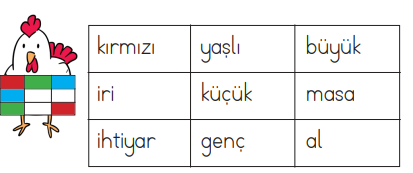 kırmızı yaşlı büyük
iri küçük masa
ihtiyar genç al